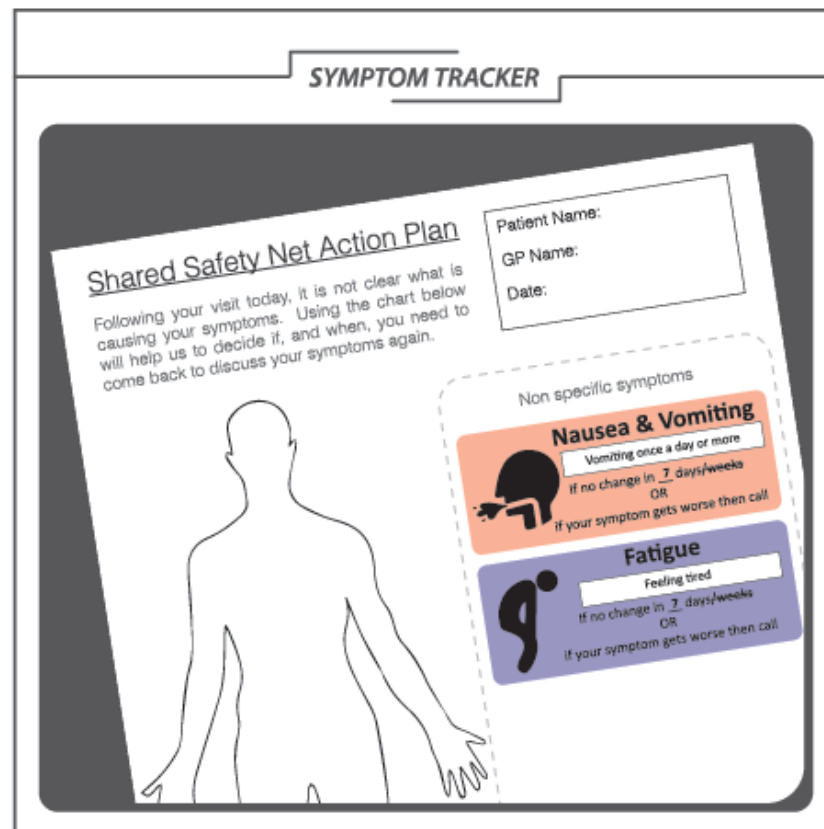 SYMPTOM TRACKER
Shared Safety Net Action Plan
Following your visit today, it is not clear what is
causing your symptoms. Using the chart below
will help us to decide if, and when, you need to
come back to discuss your symptoms again.
Patient Name:
GP Name:
Date:
Non specific symptoms
Nausea & Vomiting
Vomiting once a day or more
If no change in 7 days/weeks
OR
if your symptom gets worse then call
Fatigue
Feeling tired
If no change in 7 days/weeks
OR
if your symptom gets worse then call